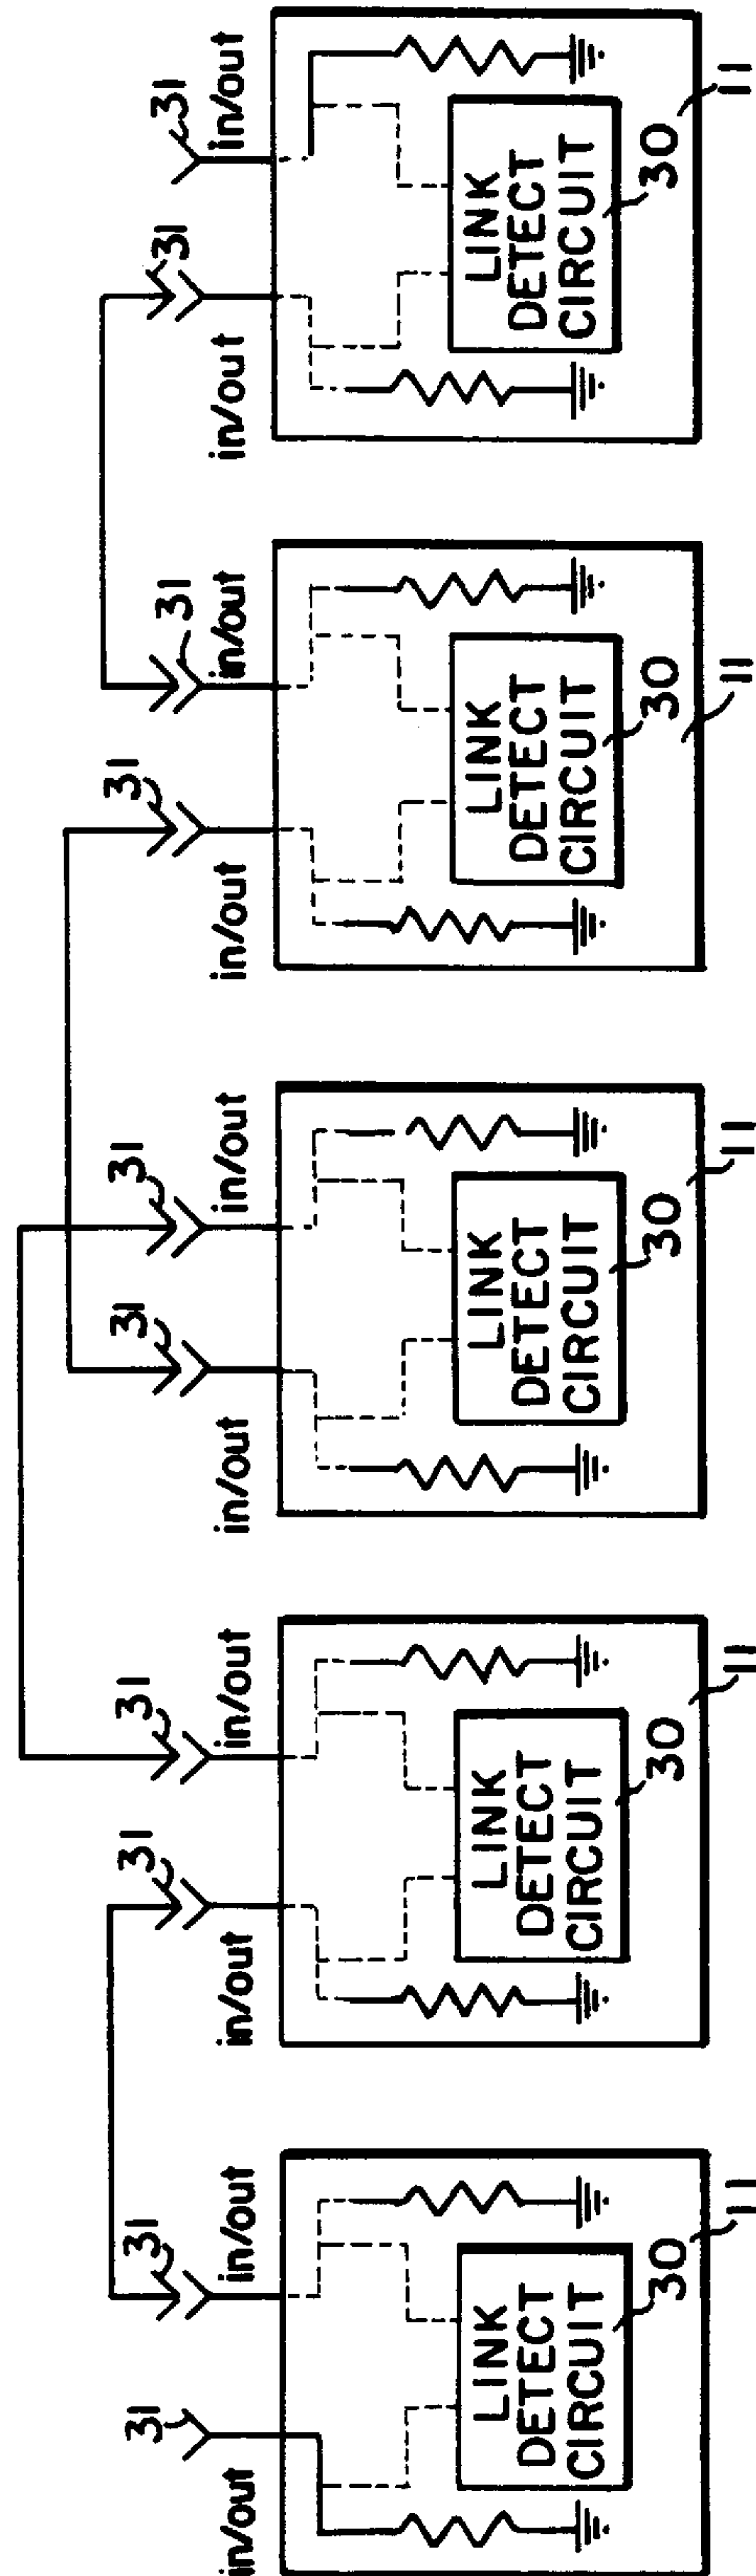 31
in/out
31
in/out
LINK
DETECT
CIRCUIT
30
11
31
in/out
31
in/out
LINK
DETECT
CIRCUIT
30
11
31
in/out
31
in/out
LINK
DETECT
CIRCUIT
30
11
31
in/out
31
in/out
LINK
DETECT
CIRCUIT
30
11
31
in/out
31
in/out
LINK
DETECT
CIRCUIT
30
11